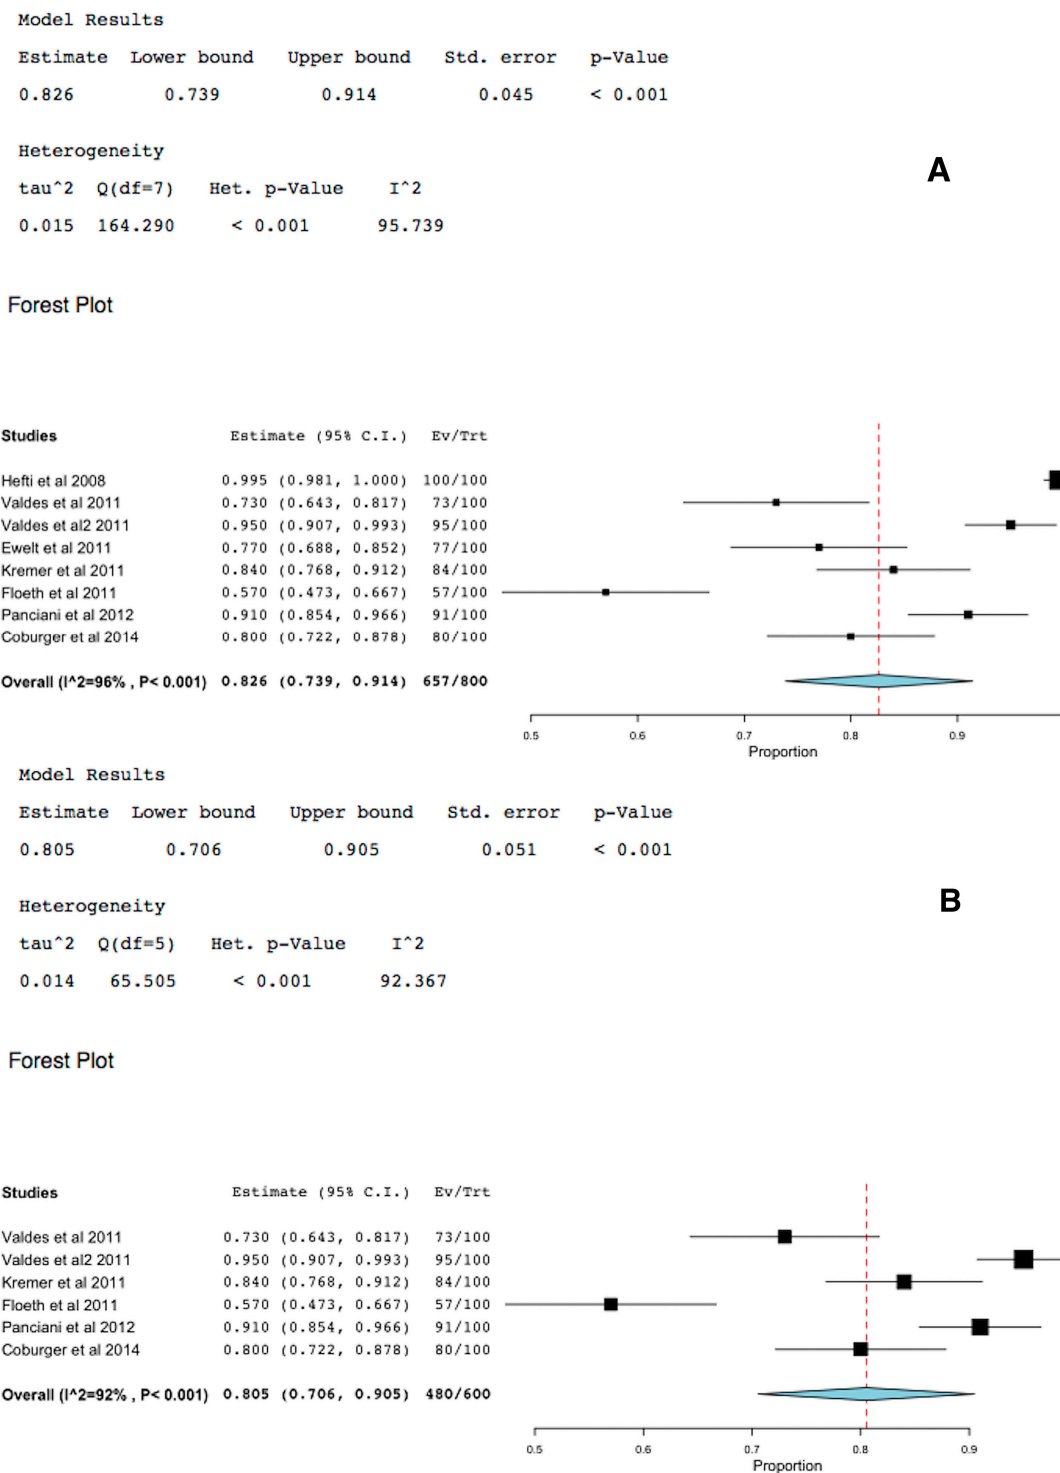 Model Results
Estimate Lower bound Upper bound Std. error p-Value
0.826 0.739 0.914 0.045 < 0.001
Heterogeneity
A
tau^2 Q(df=7) Het. p-Value I^2
0.015 164.290 < 0.001 95.739
Forest Plot
Studies Estimate (95% C.I.) Ev/Trt
Hefti et al 2008 0.995 (0.981, 1.000) 100/100
Valdes et al 2011 0.730 (0.643, 0.817) 73/100
Valdes et al2 2011 0.950 (0.907, 0.993) 95/100
Ewelt et al 2011 0.770 (0.688, 0.852) 77/100
Kremer et al 2011 0.840 (0.768, 0.912) 84/100
Floeth et al 2011 0.570 (0.473, 0.667) 57/100
Panciani et al 2012 0.910 (0.854, 0.966) 91/100
Coburger et al 2014 0.800 (0.722, 0.878) 80/100
Overall (I^2=96% , P< 0.001) 0.826 (0.739, 0.914) 657/800
0.5 0.6 0.7 0.8 0.9
Proportion
Model Results
Estimate Lower bound Upper bound Std. error p-Value
0.805 0.706 0.905 0.051 < 0.001
Heterogeneity
B
tau^2 Q(df=5) Het. p-Value I^2
0.014 65.505 < 0.001 92.367
Forest Plot
Studies Estimate (95% C.I.) Ev/Trt
Valdes et al 2011 0.730 (0.643, 0.817) 73/100
Valdes et al2 2011 0.950 (0.907, 0.993) 95/100
Kremer et al 2011 0.840 (0.768, 0.912) 84/100
Floeth et al 2011 0.570 (0.473, 0.667) 57/100
Panciani et al 2012 0.910 (0.854, 0.966) 91/100
Coburger et al 2014 0.800 (0.722, 0.878) 80/100
Overall (I^2=92% , P< 0.001) 0.805 (0.706, 0.905) 480/600
0.5 0.6 0.7 0.8 0.9
Proportion